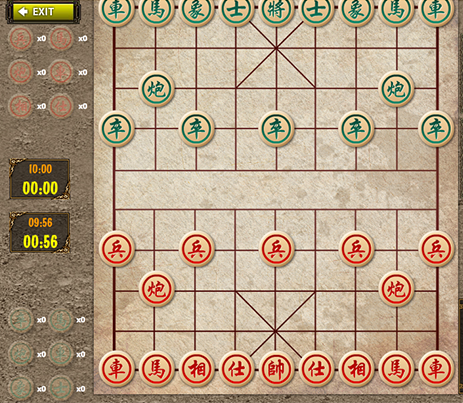 EXIT
車 馬 象 士 將 士 象 馬 車
x0 x0
炮 炮
x0 x0
x0 x0
卒 卒 卒 卒 卒
10:00
00:00
09:56
00:56
兵 兵 兵 兵 兵
炮 炮
x0 x0
x0 x0
車 馬 相 仕 帥 仕 相 馬 車
x0 x0